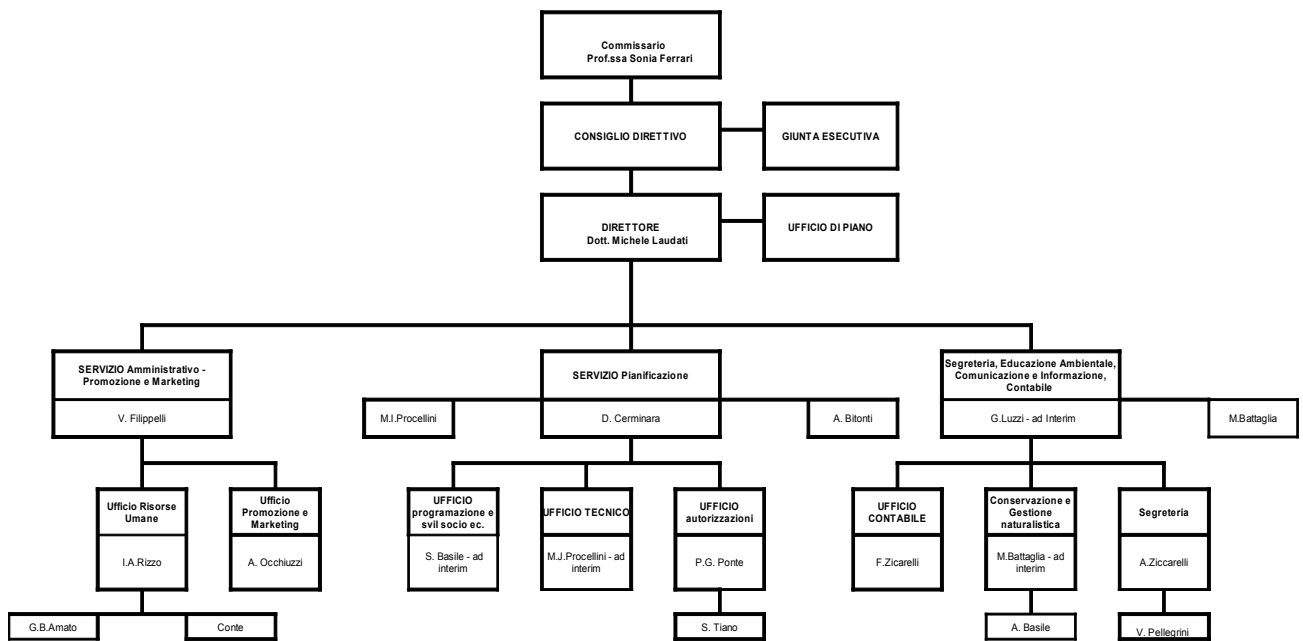 Commissario
Prof.ssa Sonia Ferrari
CONSIGLIO DIRETTIVO
GIUNTA ESECUTIVA
DIRETTORE
Dott. Michele Laudati
UFFICIO DI PIANO
SERVIZIO Amministrativo -
Promozione e Marketing
V. Filippelli
SERVIZIO Pianificazione
M.I.Procellini
D. Cerminara
A. Bitonti
Segreteria, Educazione Ambientale,
Comunicazione e Informazione,
Contabile
G.Luzzi - ad Interim
M.Battaglia
Ufficio Risorse
Umane
I.A.Rizzo
Ufficio
Promozione e
Marketing
A. Occhiuzzi
UFFICIO
programazione e
svil socio ec.
S. Basile - ad
interim
UFFICIO TECNICO
M.J.Procellini - ad
interim
UFFICIO
autorizzazioni
P.G. Ponte
UFFICIO
CONTABILE
F.Zicarelli
Conservazione e
Gestione
naturalistica
M.Battaglia - ad
interim
Segreteria
A.Ziccarelli
G.B.Amato
Conte
S. Tiano
A. Basile
V. Pellegrini